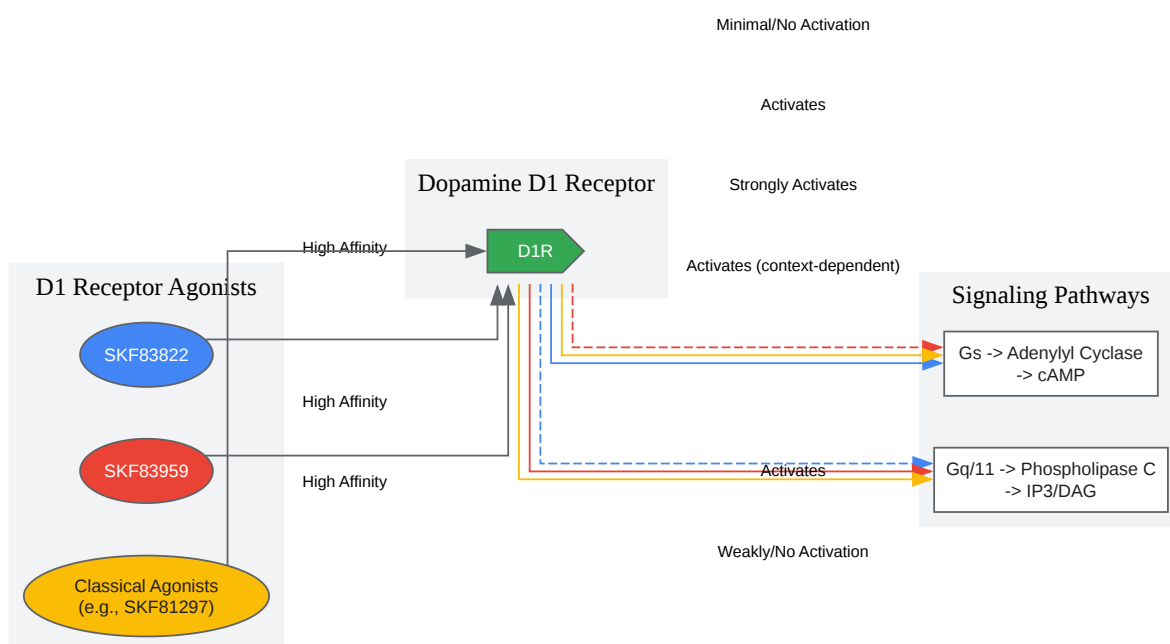 Minimal/No Activation
Activates
Dopamine D1 Receptor
Strongly Activates
High Affinity
D1R
Activates (context-dependent)
D1 Receptor Agonists
Signaling Pathways
SKF83822
Gs -> Adenylyl Cyclase
-> cAMP
High Affinity
SKF83959
High Affinity
Activates
Gq/11 -> Phospholipase C
-> IP3/DAG
Weakly/No Activation
Classical Agonists
(e.g., SKF81297)